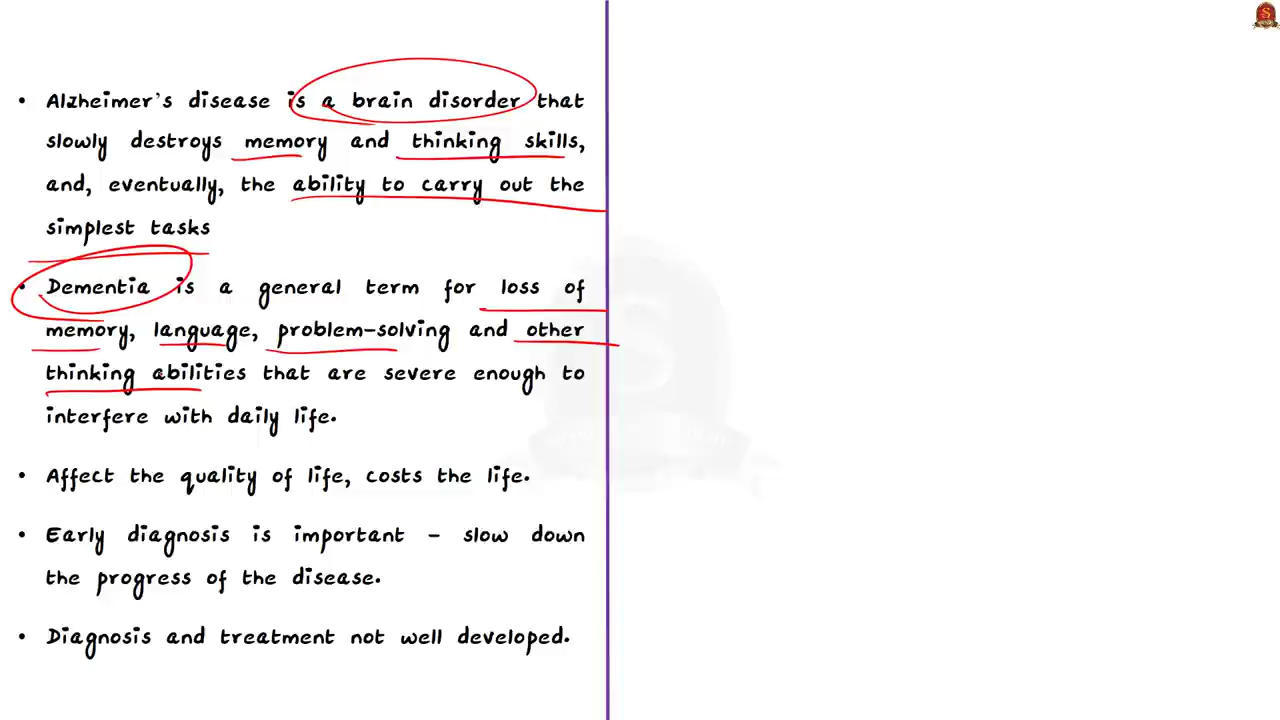 • Alzheimer's disease is a brain disorder that
slowly destroys memory and thinking skills,
and, eventually, the ability to carry out the
simplest tasks
• Dementia is a general term for loss of
memory, language, problem-solving and other
thinking abilities that are severe enough to
interfere with daily life.
• Affect the quality of life, costs the life.
• Early diagnosis is important – slow down
the progress of the disease.
• Diagnosis and treatment not well developed.